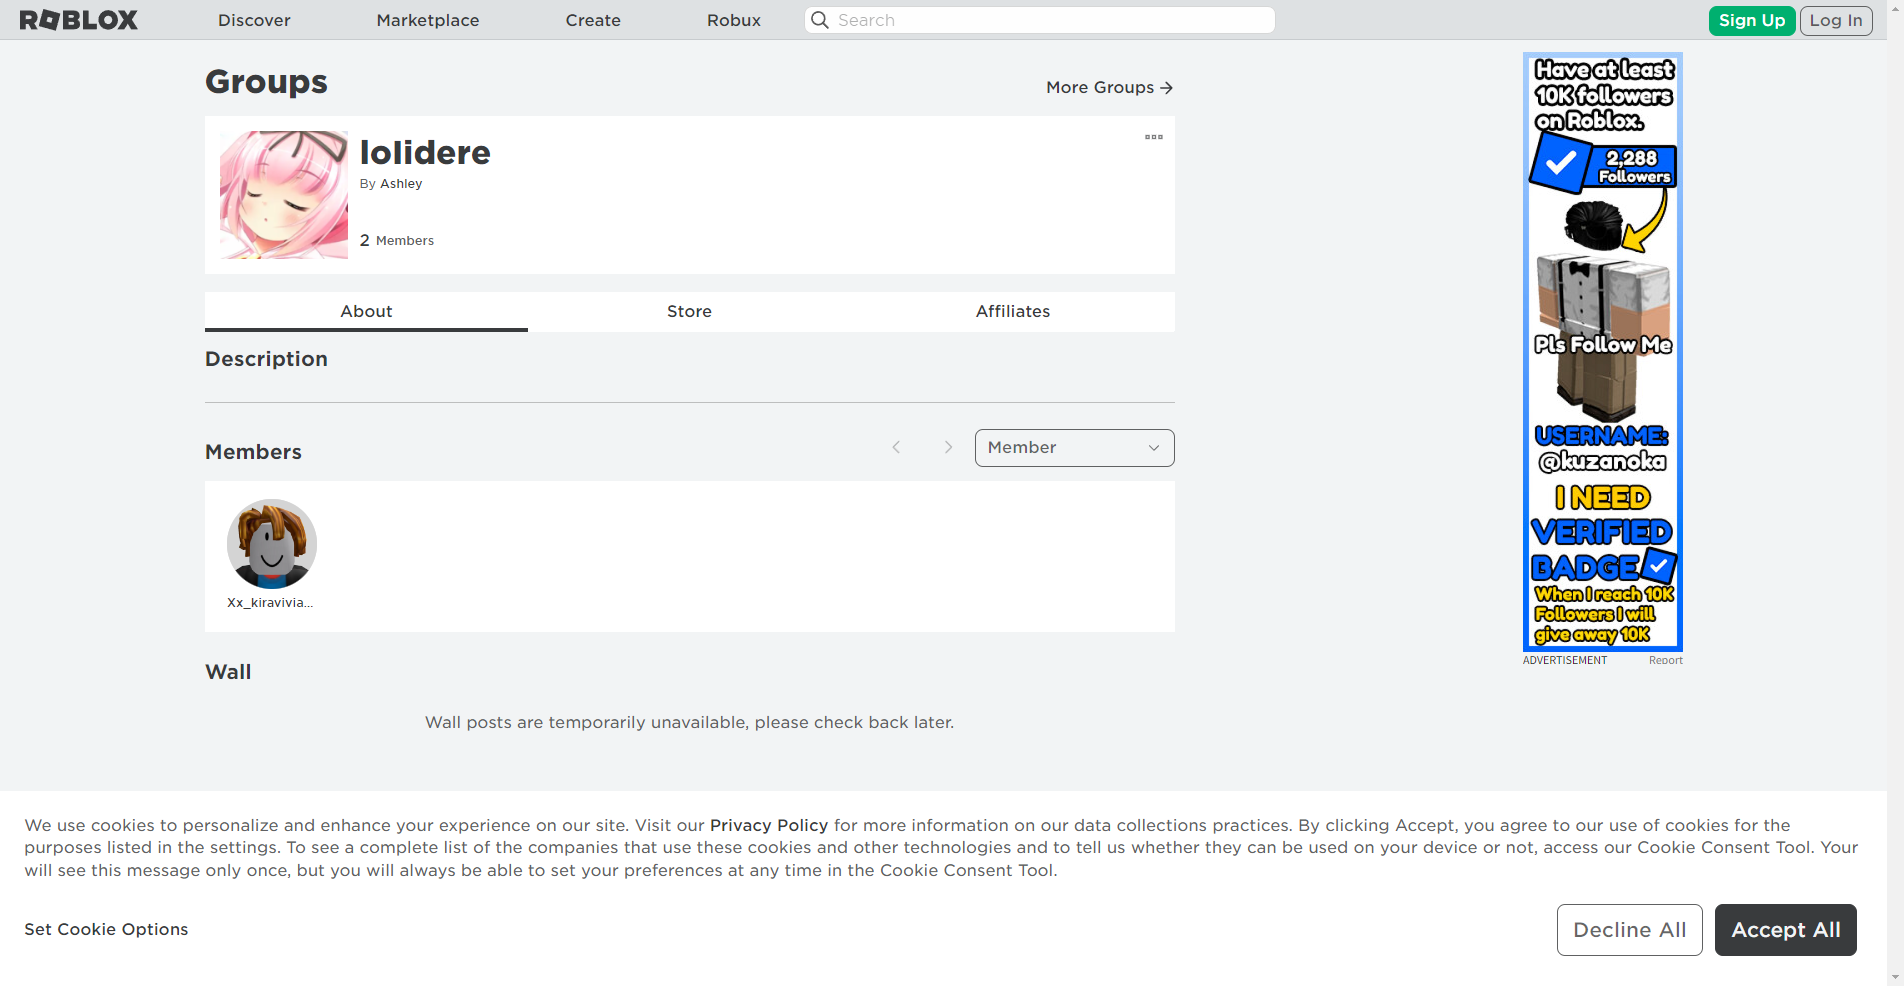 ROBLOX
Discover
Marketplace
Create
Robux
Search
Sign Up
Log In
Groups
More Groups
lolidere
By Ashley
2 Members
About
Store
Affiliates
Description
Members
Member
Xx_kiravivia...
Wall
Wall posts are temporarily unavailable, please check back later.
Have at least
10K followers
on Roblox.
2,288
Followers
Pls Follow Me
USERNAME:
@kuzanoka
I NEED
VERIFIED
BADGE
When I reach 10K
Followers I will
give away 10K
ADVERTISEMENT
Report
We use cookies to personalize and enhance your experience on our site. Visit our Privacy Policy for more information on our data collections practices. By clicking Accept, you agree to our use of cookies for the
purposes listed in the settings. To see a complete list of the companies that use these cookies and other technologies and to tell us whether they can be used on your device or not, access our Cookie Consent Tool. Your
will see this message only once, but you will always be able to set your preferences at any time in the Cookie Consent Tool.
Set Cookie Options
Decline All
Accept All